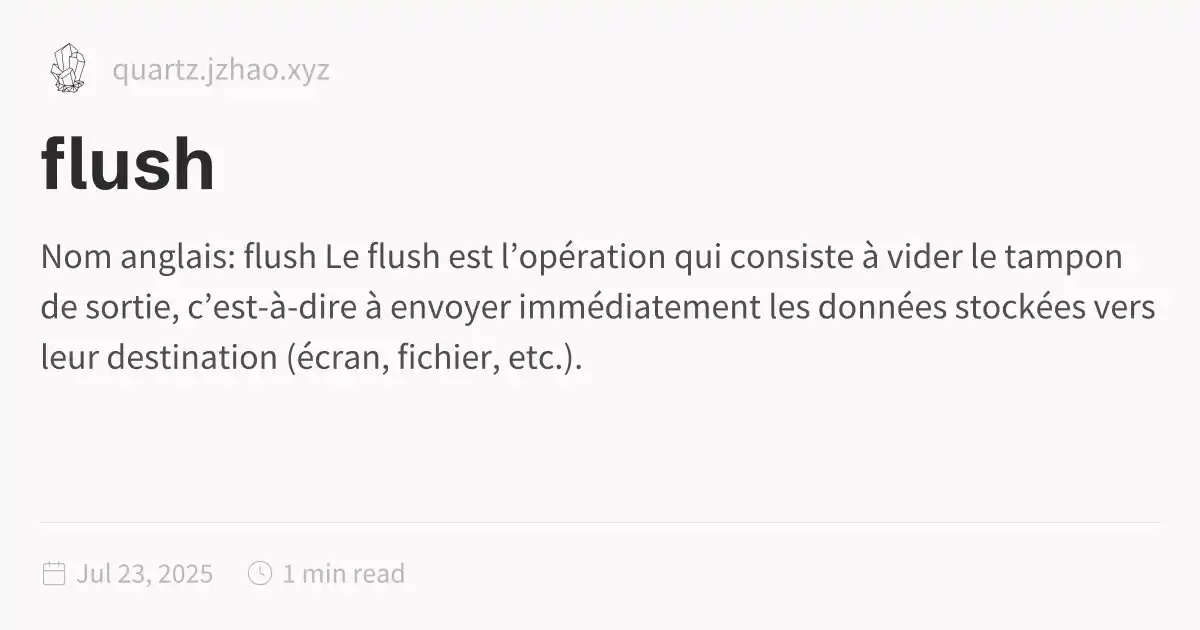 quartz.jzhao.xyz
flush
Nom anglais: flush Le flush est l’opération qui consiste à vider le tampon
de sortie, c’est-à-dire à envoyer immédiatement les données stockées vers
leur destination (écran, fichier, etc.).
Jul 23, 2025 1 min read